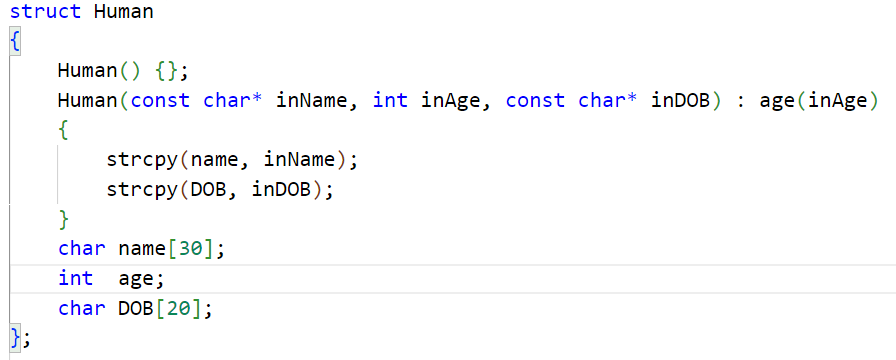 struct Human
{
    Human() {};
    Human(const char* inName, int inAge, const char* inDOB) : age(inAge)
    {
        strcpy(name, inName);
        strcpy(DOB, inDOB);
    }
    char name[30];
    int  age;
    char DOB[20];
};